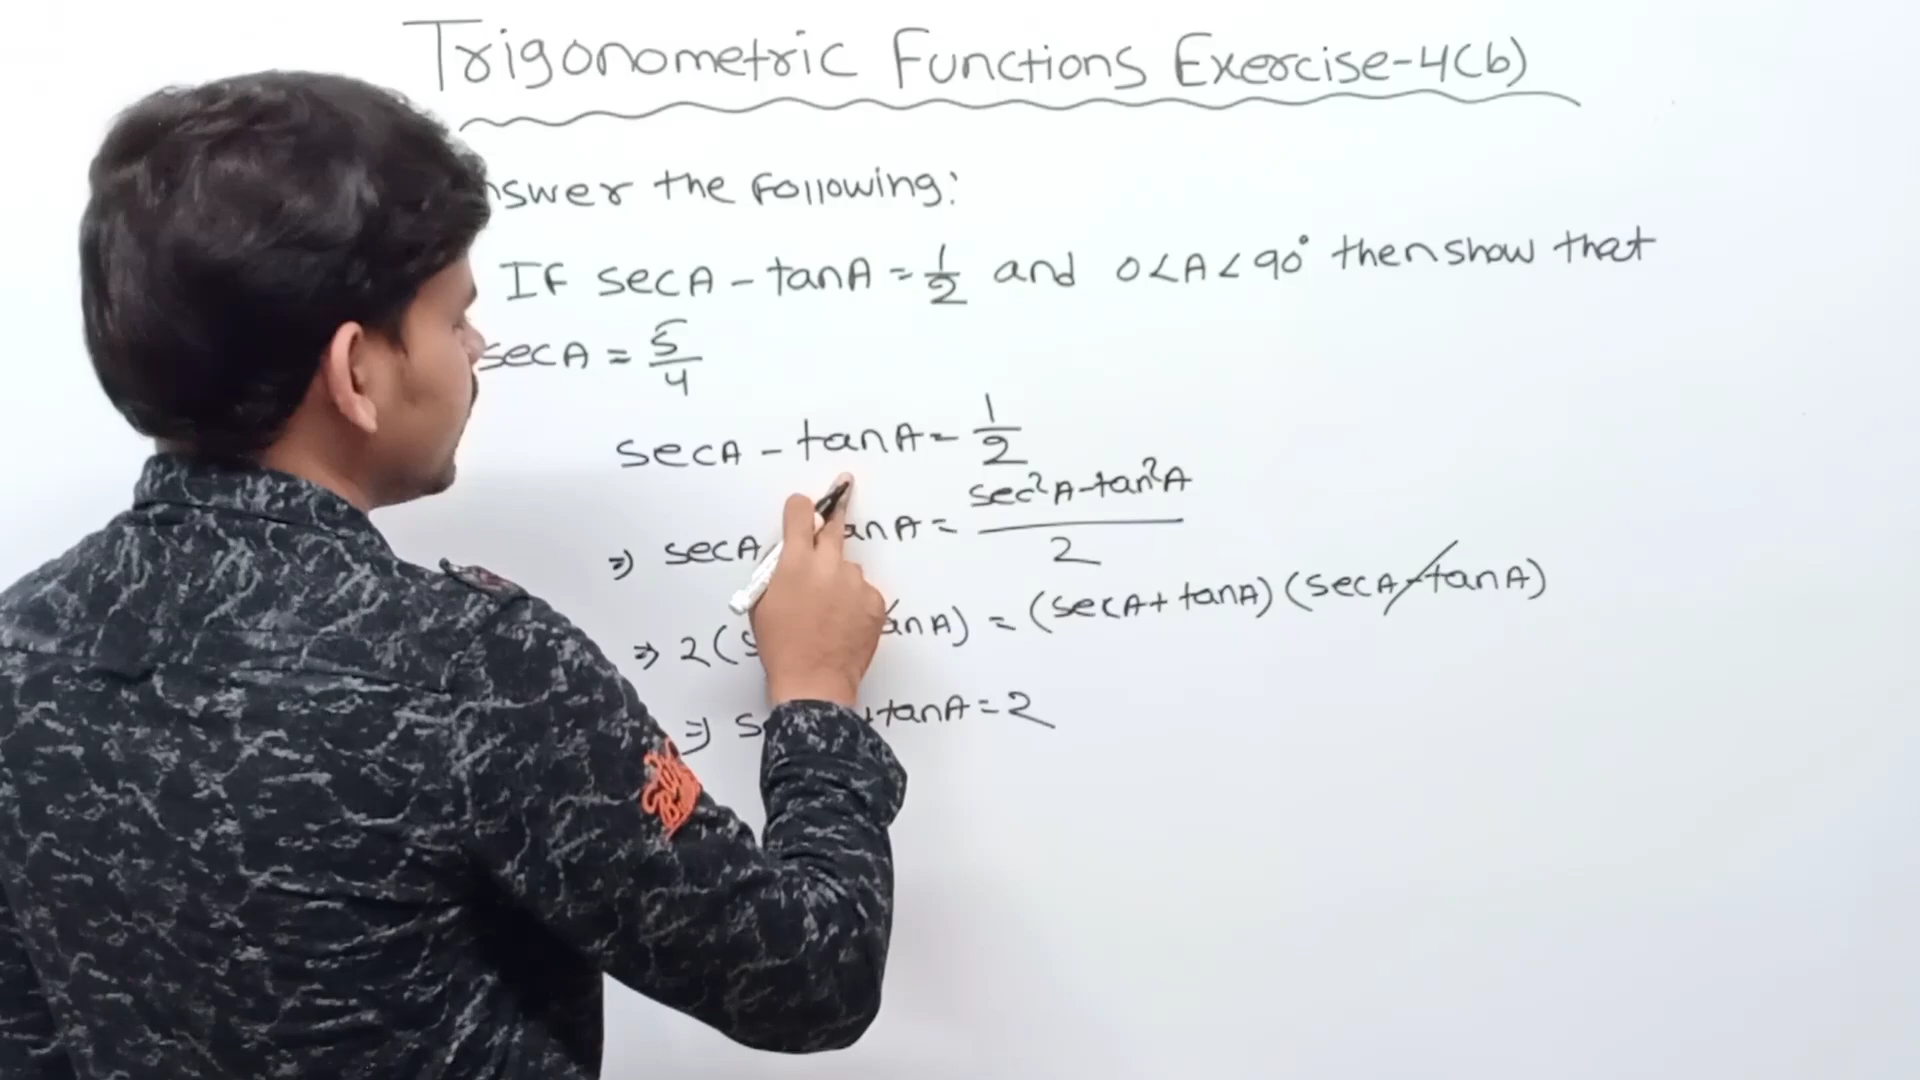 Trigonometric Functions Exercise-4(b)
nswer the Following:
IF secA - tanA = 1/2 and 0<A<90° then show that
secA = 5/4
secA - tanA = 1/2
⇒ secA anA = sec²A-tan²A / 2
⇒ 2(s anA) = (secA+tanA)(secA-tanA)
⇒ s +tanA = 2